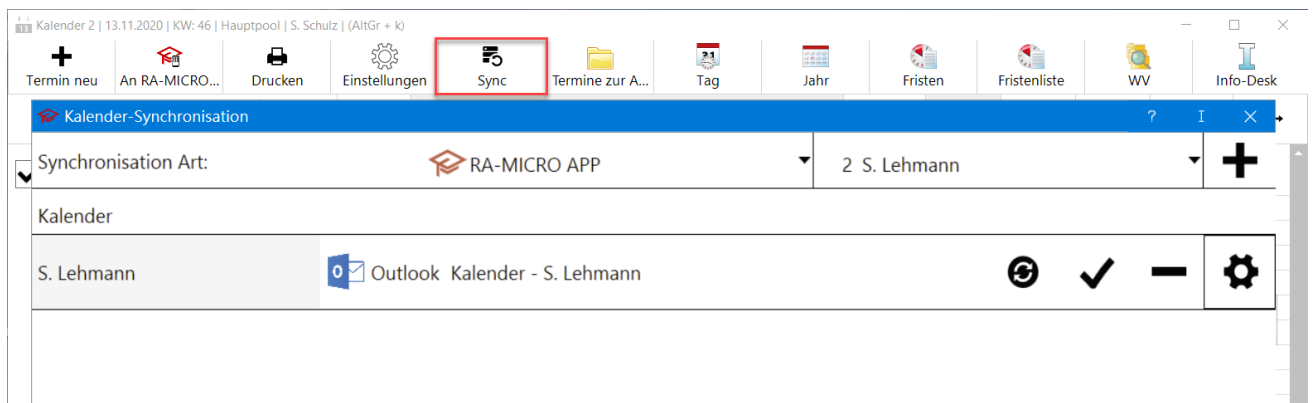 Kalender 2 | 13.11.2020 | KW: 46 | Hauptpool | S. Schulz | (AltGr + k)
Termin neu An RA-MICRO... Drucken Einstellungen Sync Termine zur A... Tag Jahr Fristen Fristenliste WV Info-Desk
Kalender-Synchronisation
Synchronisation Art: RA-MICRO APP 2 S. Lehmann
Kalender
S. Lehmann Outlook Kalender - S. Lehmann